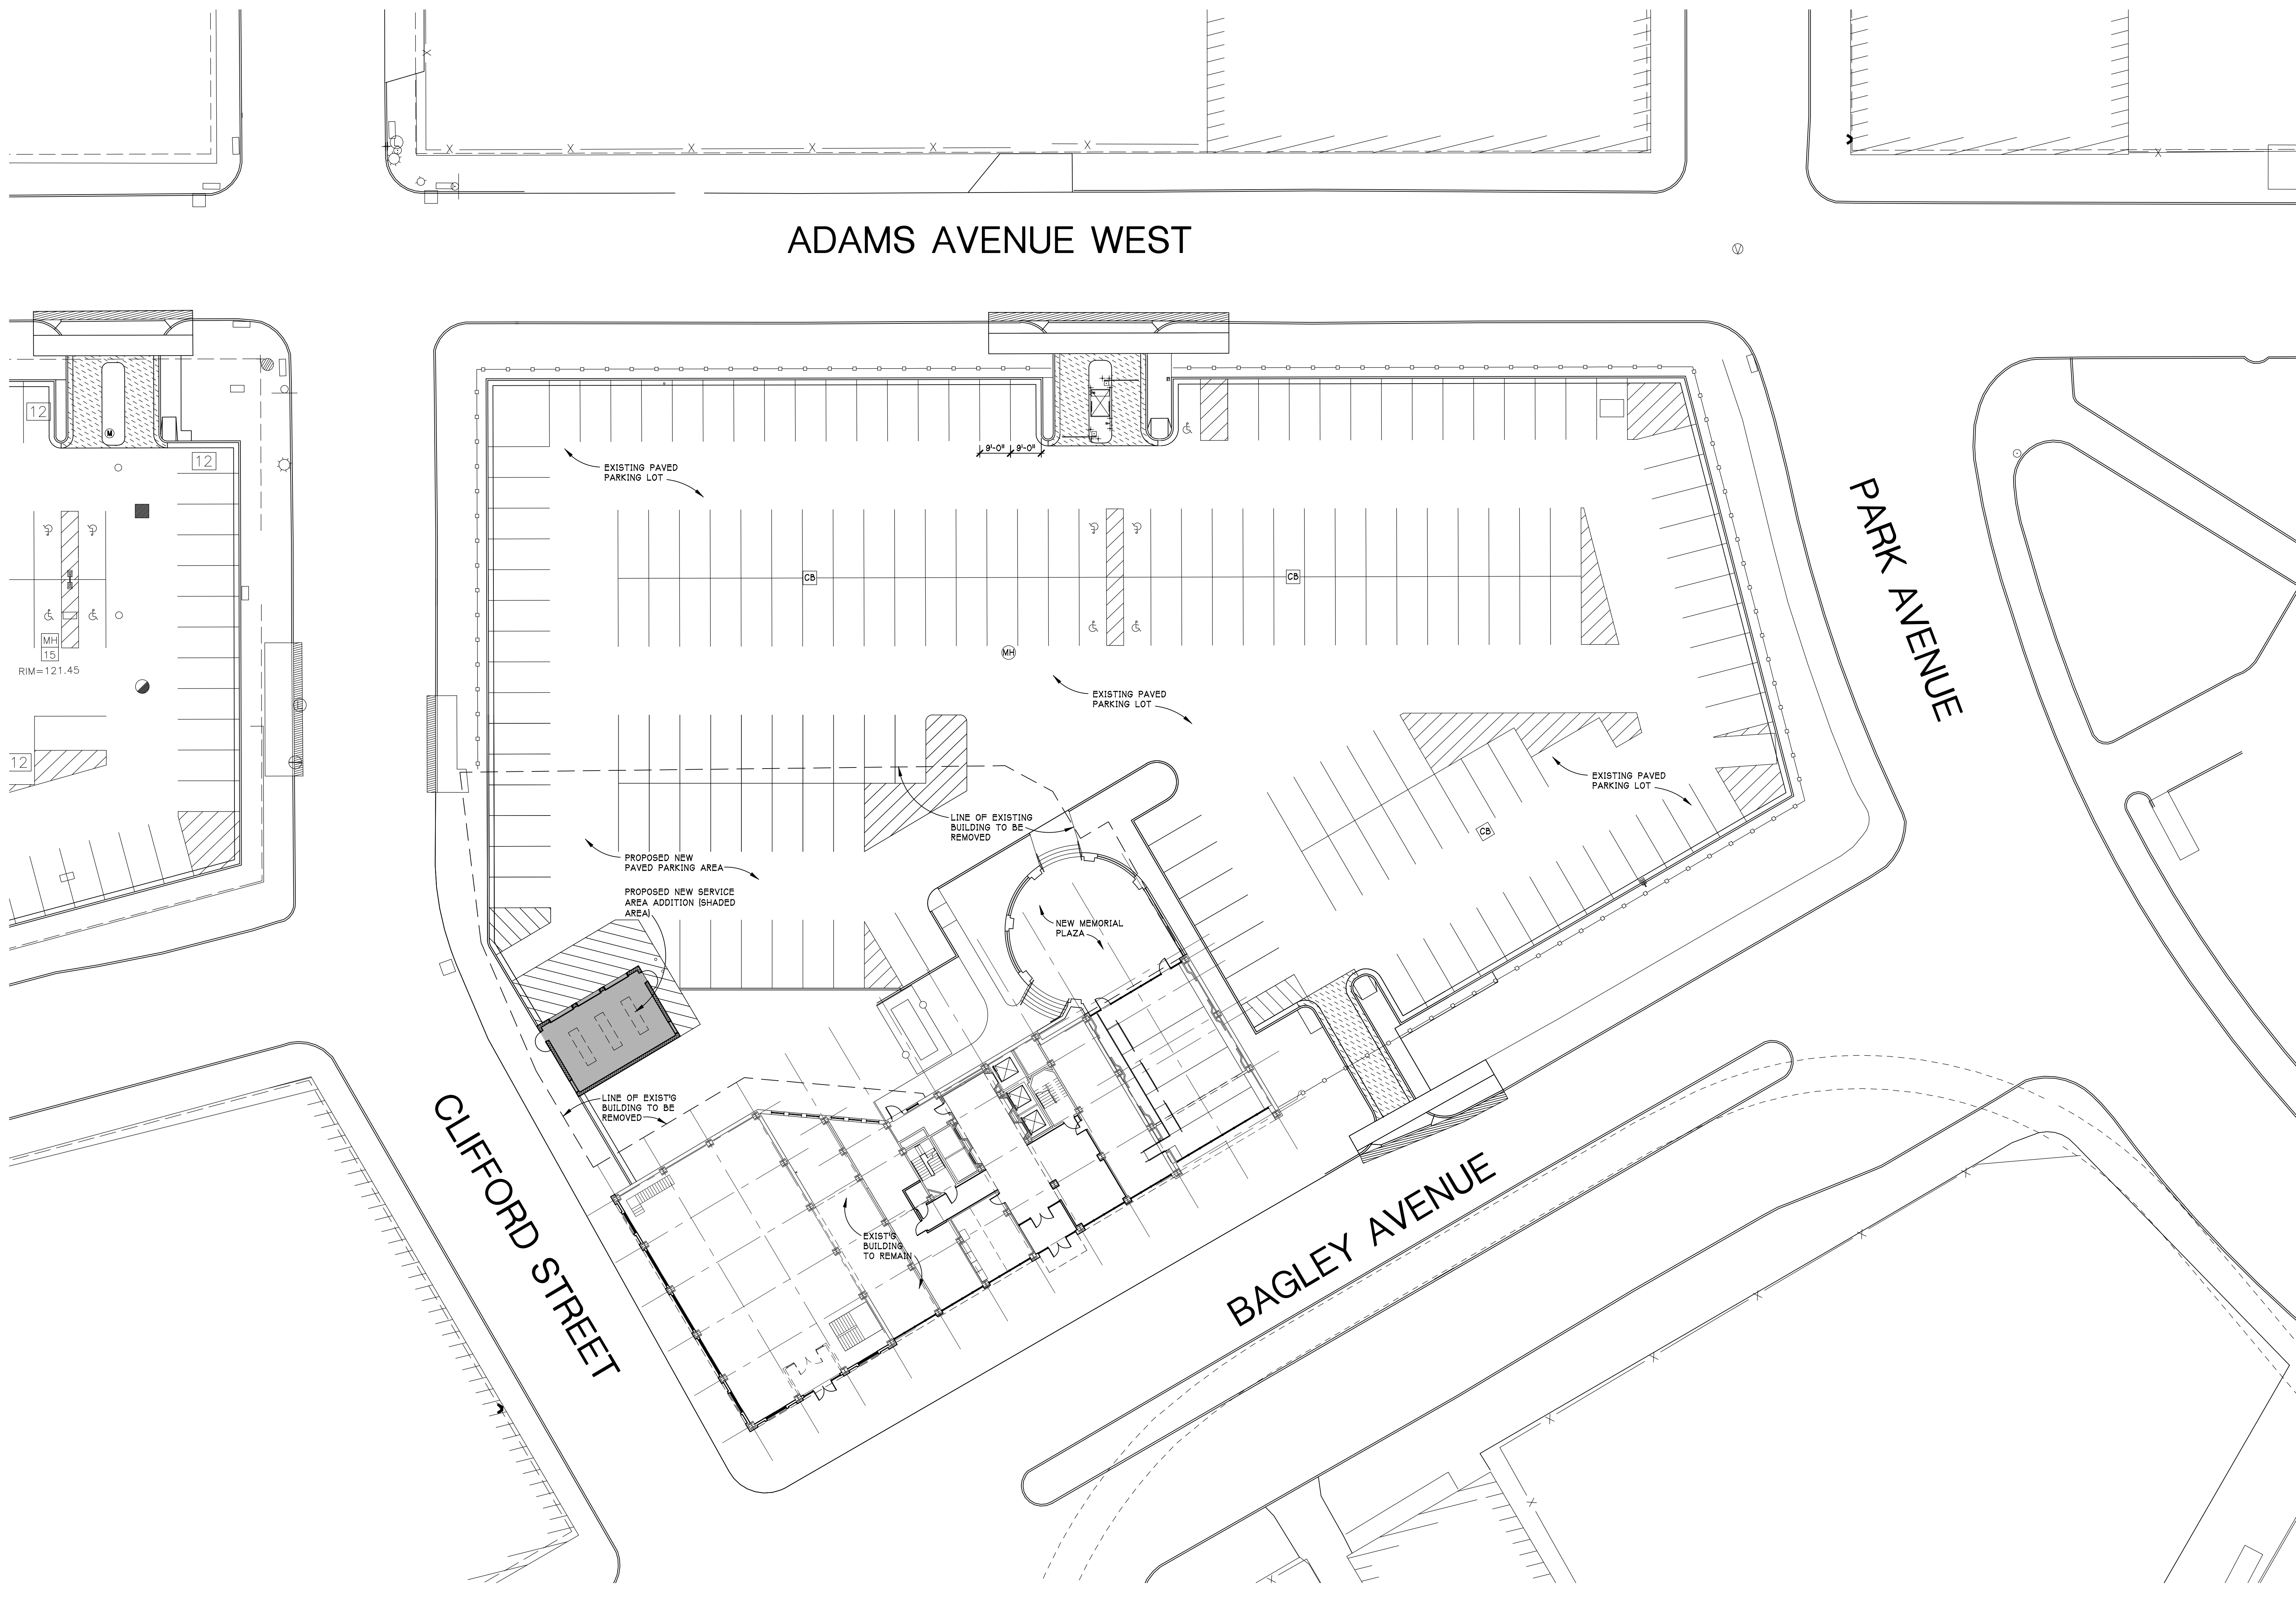 ADAMS AVENUE WEST
V
12
M
12
9'-0" 9'-0"
EXISTING PAVED
PARKING LOT
PARK AVENUE
CB
CB
MH
15
RIM=121.45
MH
EXISTING PAVED
PARKING LOT
12
EXISTING PAVED
PARKING LOT
LINE OF EXISTING
BUILDING TO BE
REMOVED
CB
PROPOSED NEW
PAVED PARKING AREA
PROPOSED NEW SERVICE
AREA ADDITION (SHADED
AREA)
NEW MEMORIAL
PLAZA
LINE OF EXIST'G
BUILDING TO BE
REMOVED
CLIFFORD STREET
EXIST'G
BUILDING
TO REMAIN
BAGLEY AVENUE